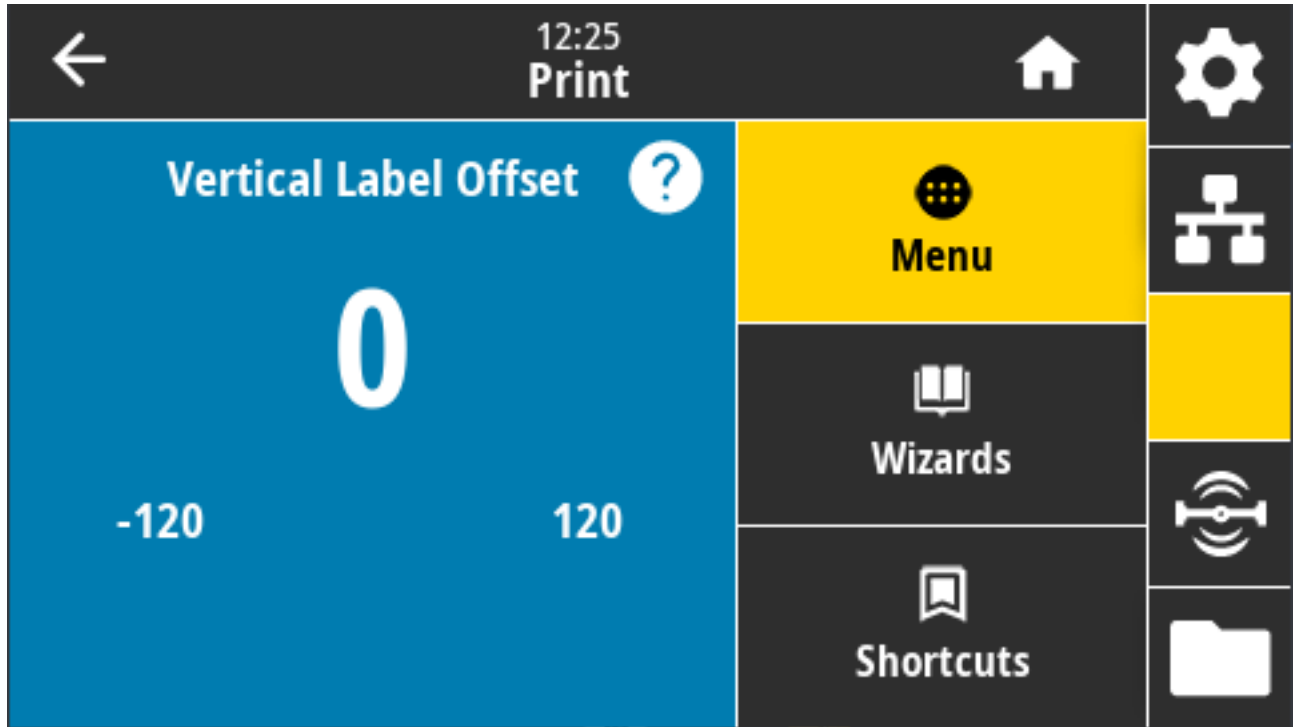 12:25
Print
Vertical Label Offset ?
0
-120 120
Menu
Wizards
Shortcuts